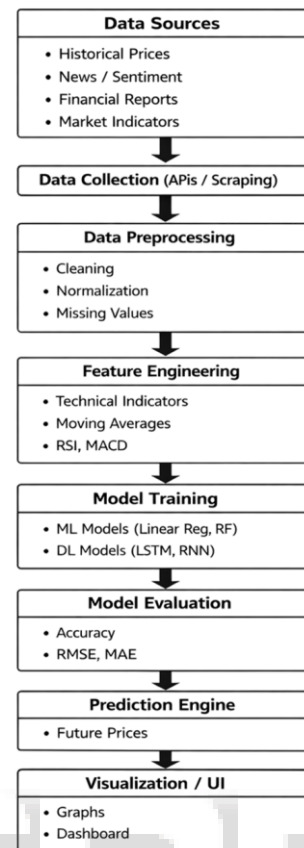 Data Sources
• Historical Prices
• News / Sentiment
• Financial Reports
• Market Indicators
Data Collection (APIs / Scraping)
Data Preprocessing
• Cleaning
• Normalization
• Missing Values
Feature Engineering
• Technical Indicators
• Moving Averages
• RSI, MACD
Model Training
• ML Models (Linear Reg, RF)
• DL Models (LSTM, RNN)
Model Evaluation
• Accuracy
• RMSE, MAE
Prediction Engine
• Future Prices
Visualization / UI
• Graphs
• Dashboard